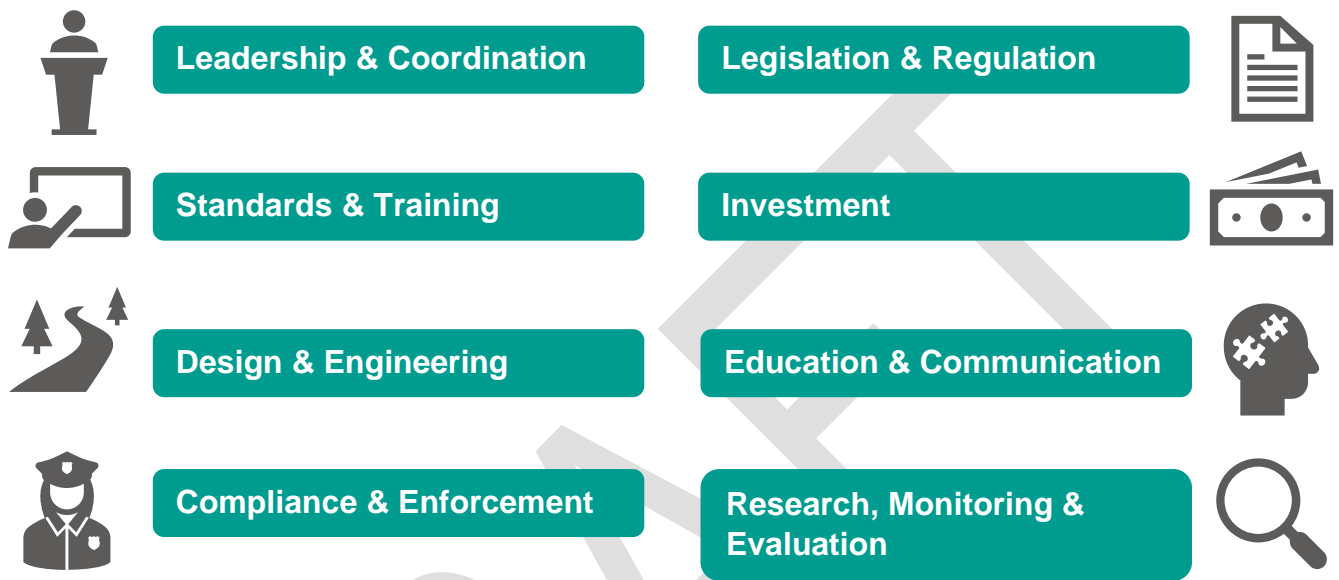 Leadership & Coordination
Legislation & Regulation
Standards & Training
Investment
Design & Engineering
Education & Communication
Compliance & Enforcement
Research, Monitoring &
Evaluation